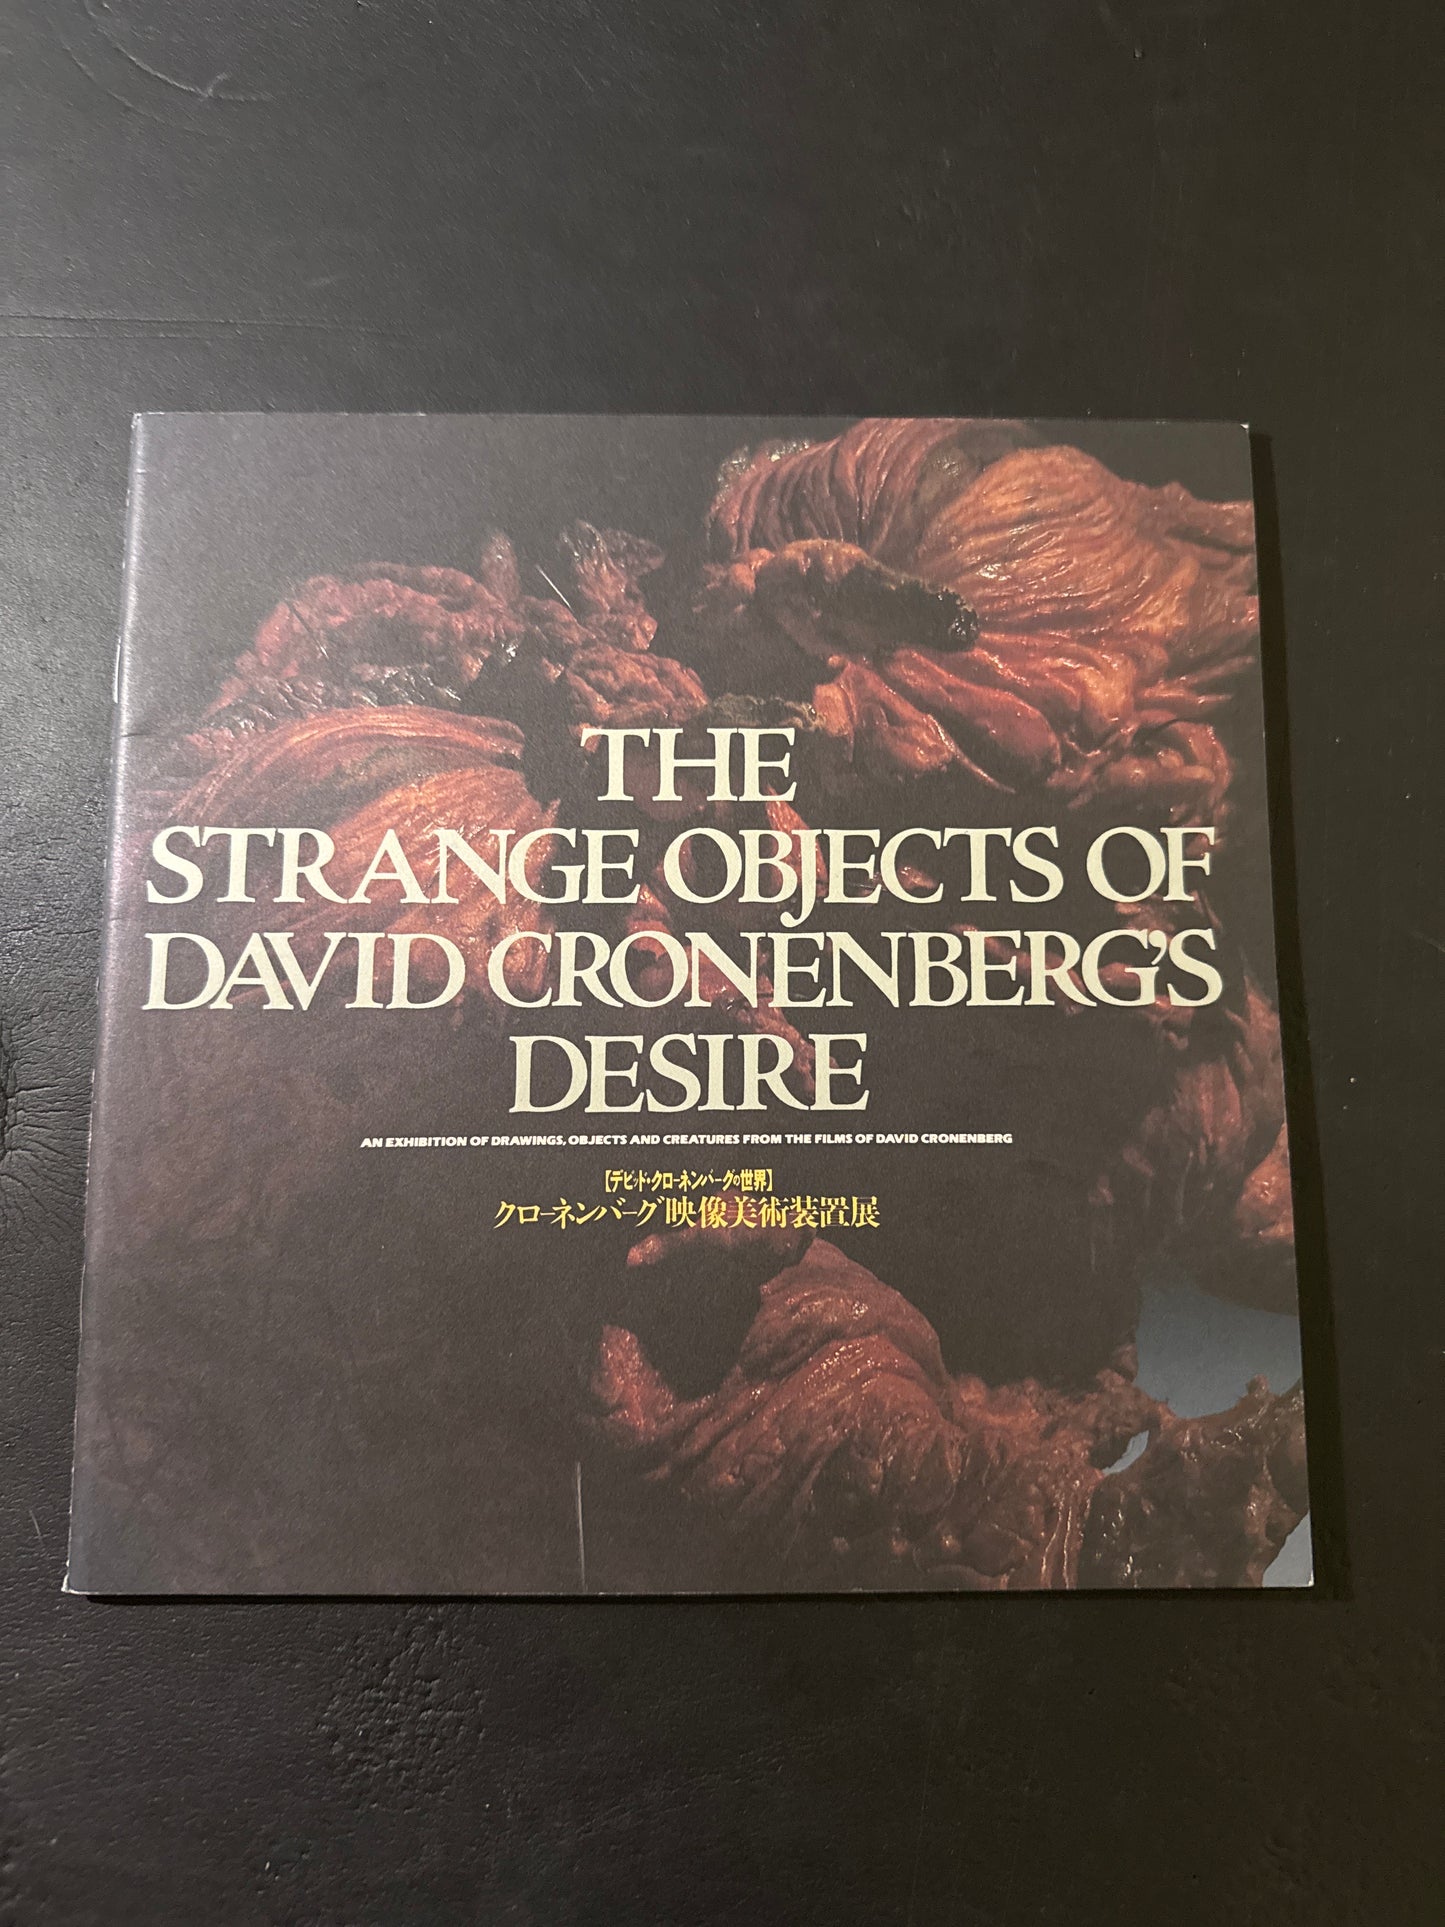 THE
STRANGE OBJECTS OF
DAVID CRONENBERG'S
DESIRE
AN EXHIBITION OF DRAWINGS, OBJECTS AND CREATURES FROM THE FILMS OF DAVID CRONENBERG
【デビッド・クローネンバーグの世界】
クローネンバーグ映像美術装置展